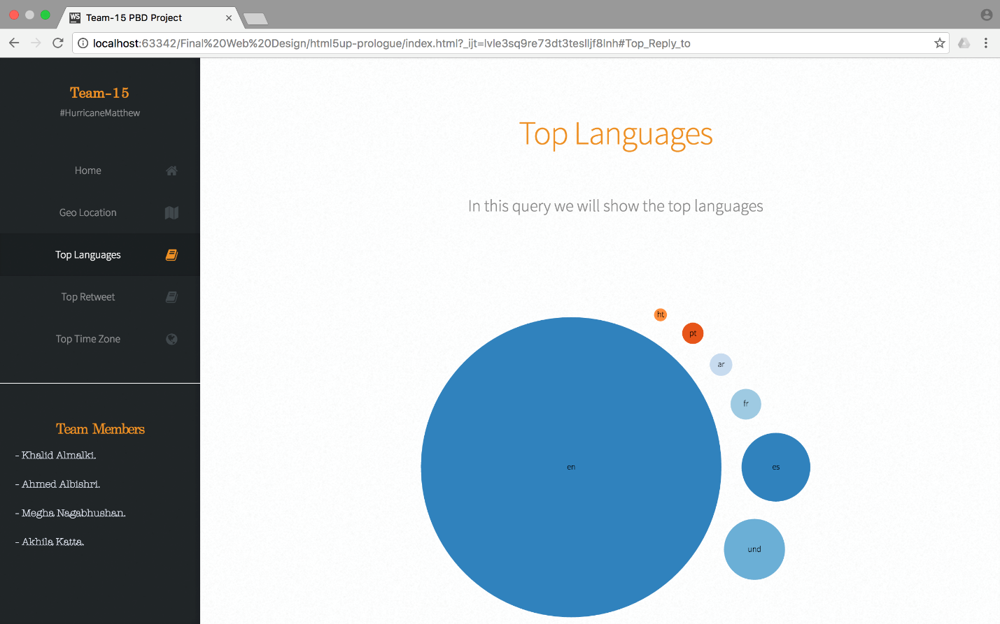 Team-15 PBD Project
localhost:63342/Final%20Web%20Design/html5up-prologue/index.html?_ijt=lvle3sq9re73dt3teslljf8lnh#Top_Reply_to
Team-15
#HurricaneMatthew
Home
Geo Location
Top Languages
Top Retweet
Top Time Zone
Team Members
- Khalid Almalki.
- Ahmed Albishri.
- Megha Nagabhushan.
- Akhila Katta.
Top Languages
In this query we will show the top languages
ht
pt
ar
fr
en
es
und
WS